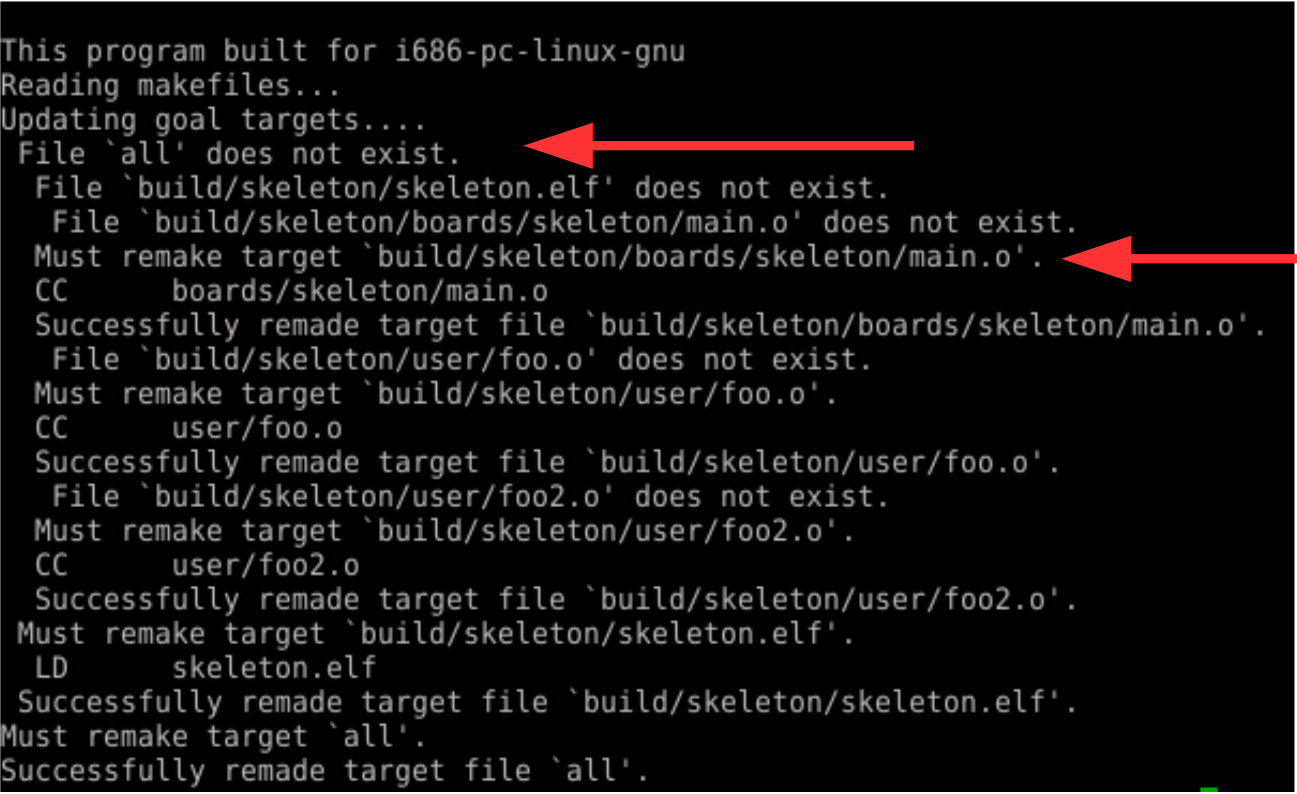 This program built for i686-pc-linux-gnu
Reading makefiles...
Updating goal targets....
 File `all' does not exist.
  File `build/skeleton/skeleton.elf' does not exist.
   File `build/skeleton/boards/skeleton/main.o' does not exist.
  Must remake target `build/skeleton/boards/skeleton/main.o'.
  CC      boards/skeleton/main.o
  Successfully remade target file `build/skeleton/boards/skeleton/main.o'.
   File `build/skeleton/user/foo.o' does not exist.
  Must remake target `build/skeleton/user/foo.o'.
  CC      user/foo.o
  Successfully remade target file `build/skeleton/user/foo.o'.
   File `build/skeleton/user/foo2.o' does not exist.
  Must remake target `build/skeleton/user/foo2.o'.
  CC      user/foo2.o
  Successfully remade target file `build/skeleton/user/foo2.o'.
 Must remake target `build/skeleton/skeleton.elf'.
  LD      skeleton.elf
 Successfully remade target file `build/skeleton/skeleton.elf'.
Must remake target `all'.
Successfully remade target file `all'.